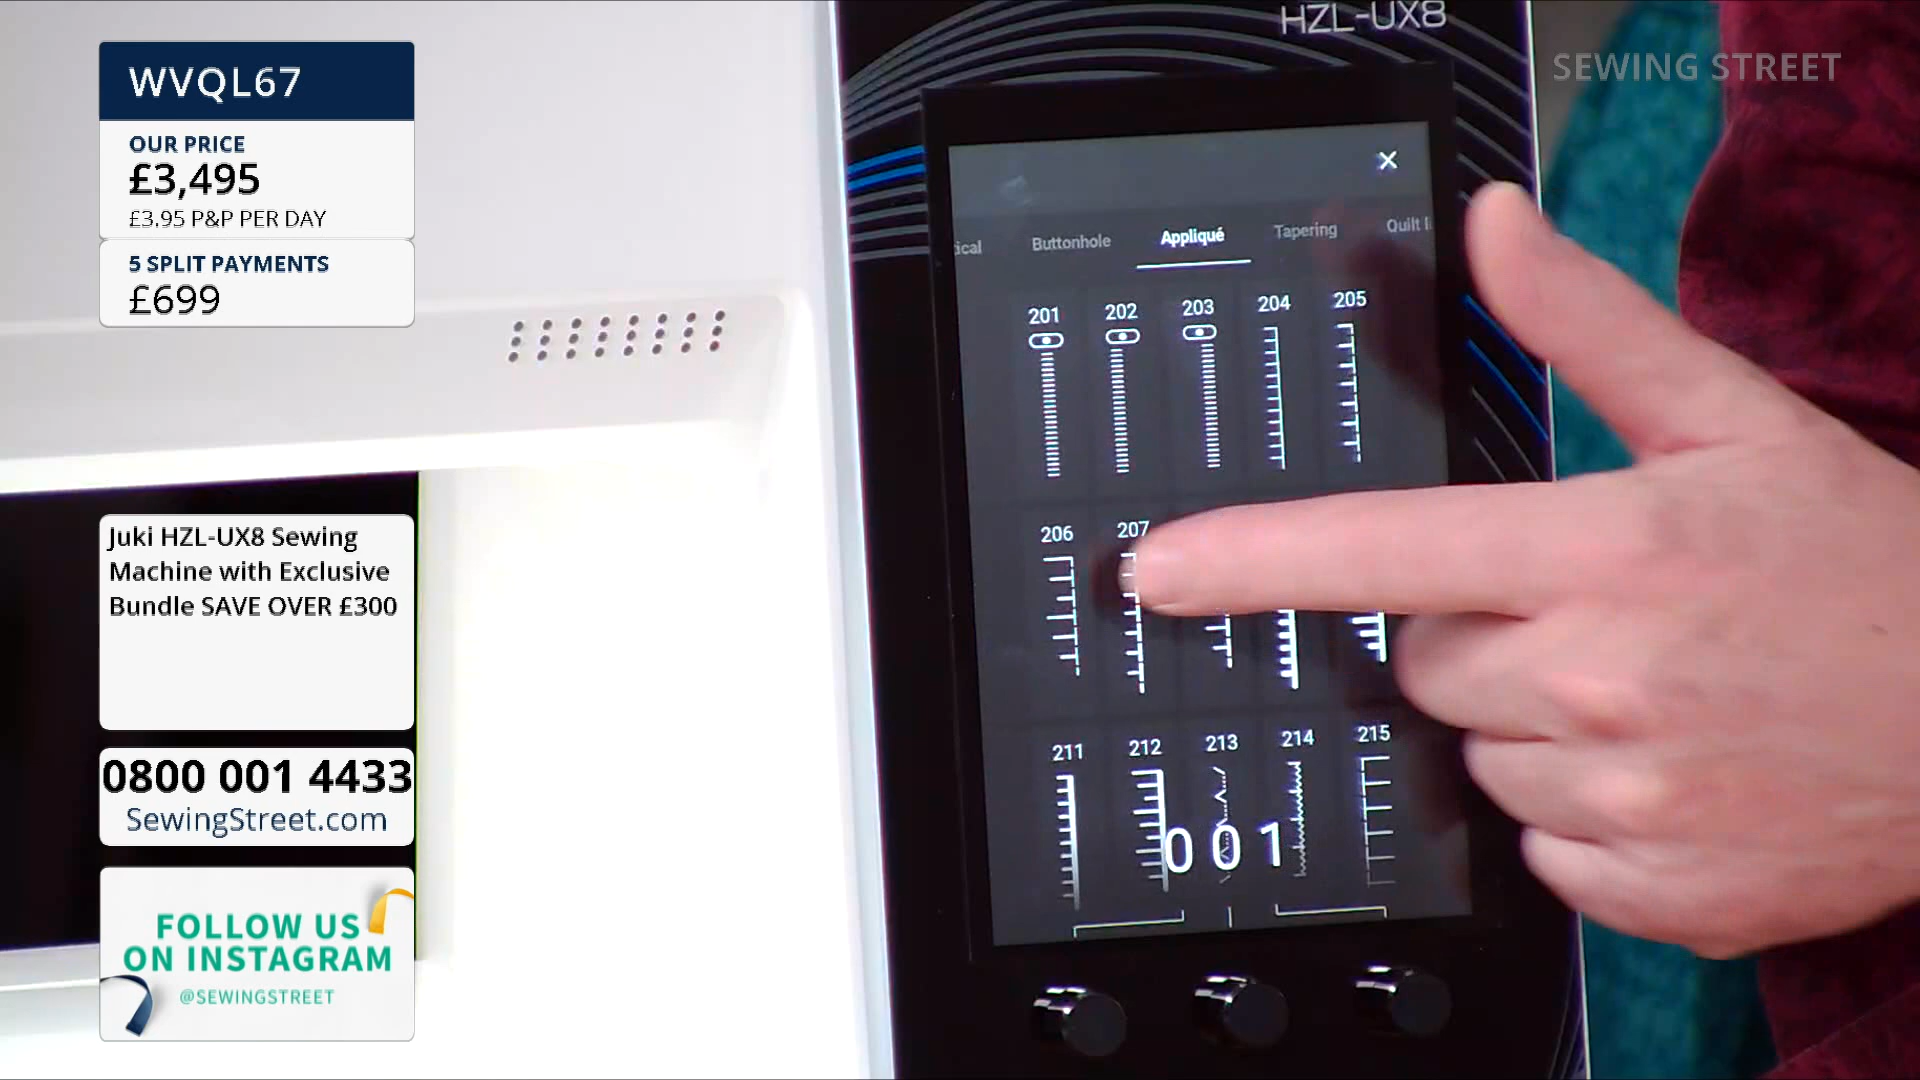 WVQL67
OUR PRICE
£3,495
£3.95 P&P PER DAY
5 SPLIT PAYMENTS
£699
Juki HZL-UX8 Sewing
Machine with Exclusive
Bundle SAVE OVER £300
0800 001 4433
SewingStreet.com
FOLLOW US
ON INSTAGRAM
@SEWINGSTREET
HZL-UX8
SEWING STREET
Buttonhole Appliqué Tapering Quilt
201 202 203 204 205
206 207
211 212 213 214 215
001